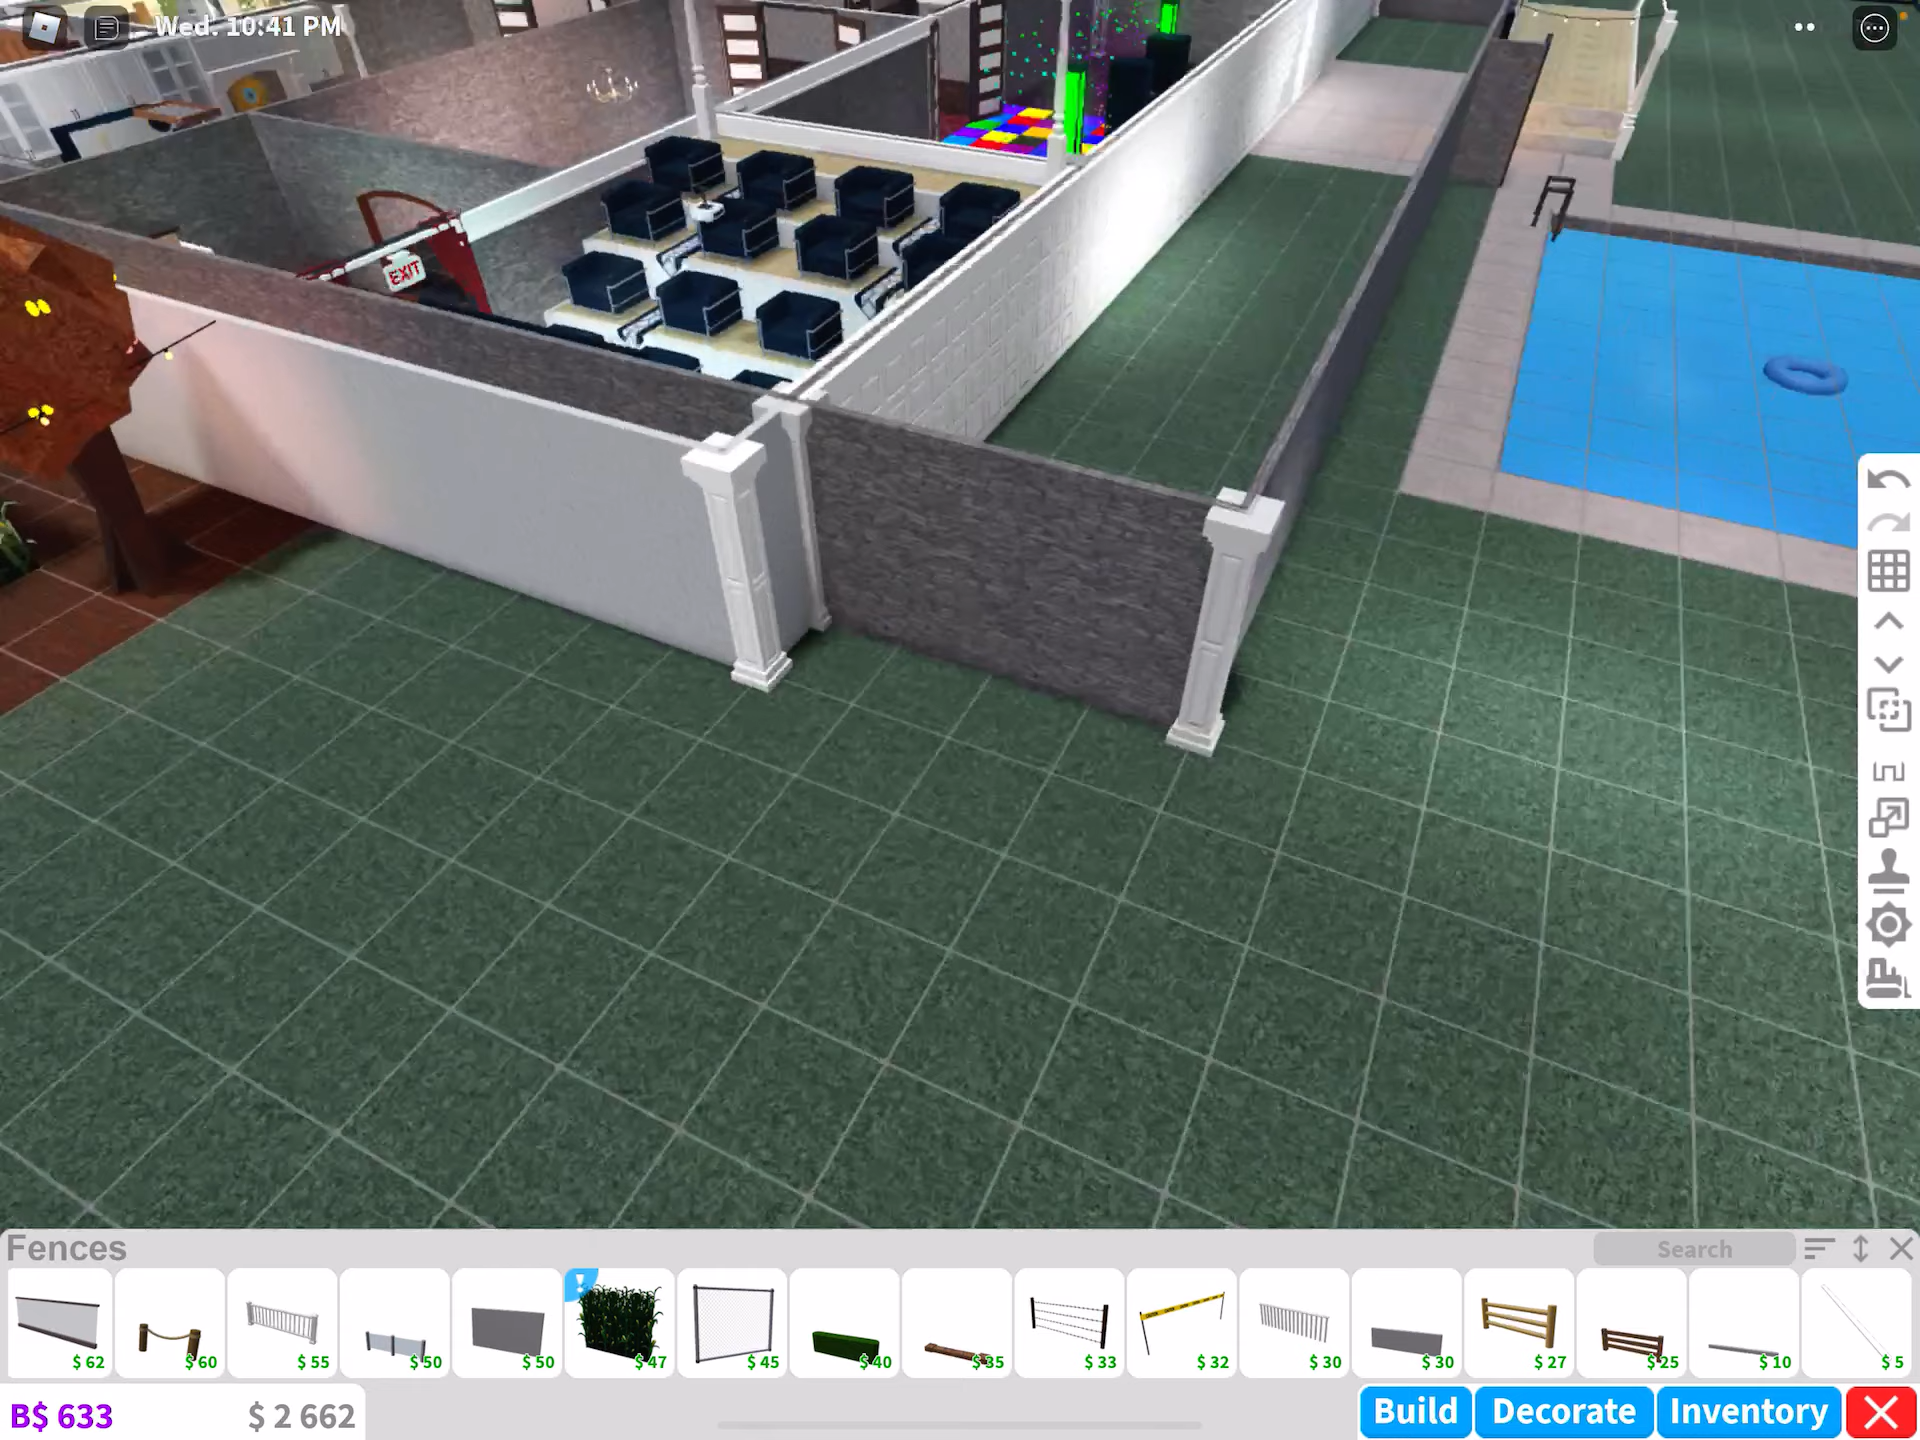 Wed. 10:41 PM
EXIT
Fences
Search
$ 62
$ 60
$ 55
$ 50
$ 50
!
$ 47
$ 45
$ 40
$ 35
$ 33
$ 32
$ 30
$ 30
$ 27
$ 25
$ 10
$ 5
B$ 633
$ 2 662
Build
Decorate
Inventory